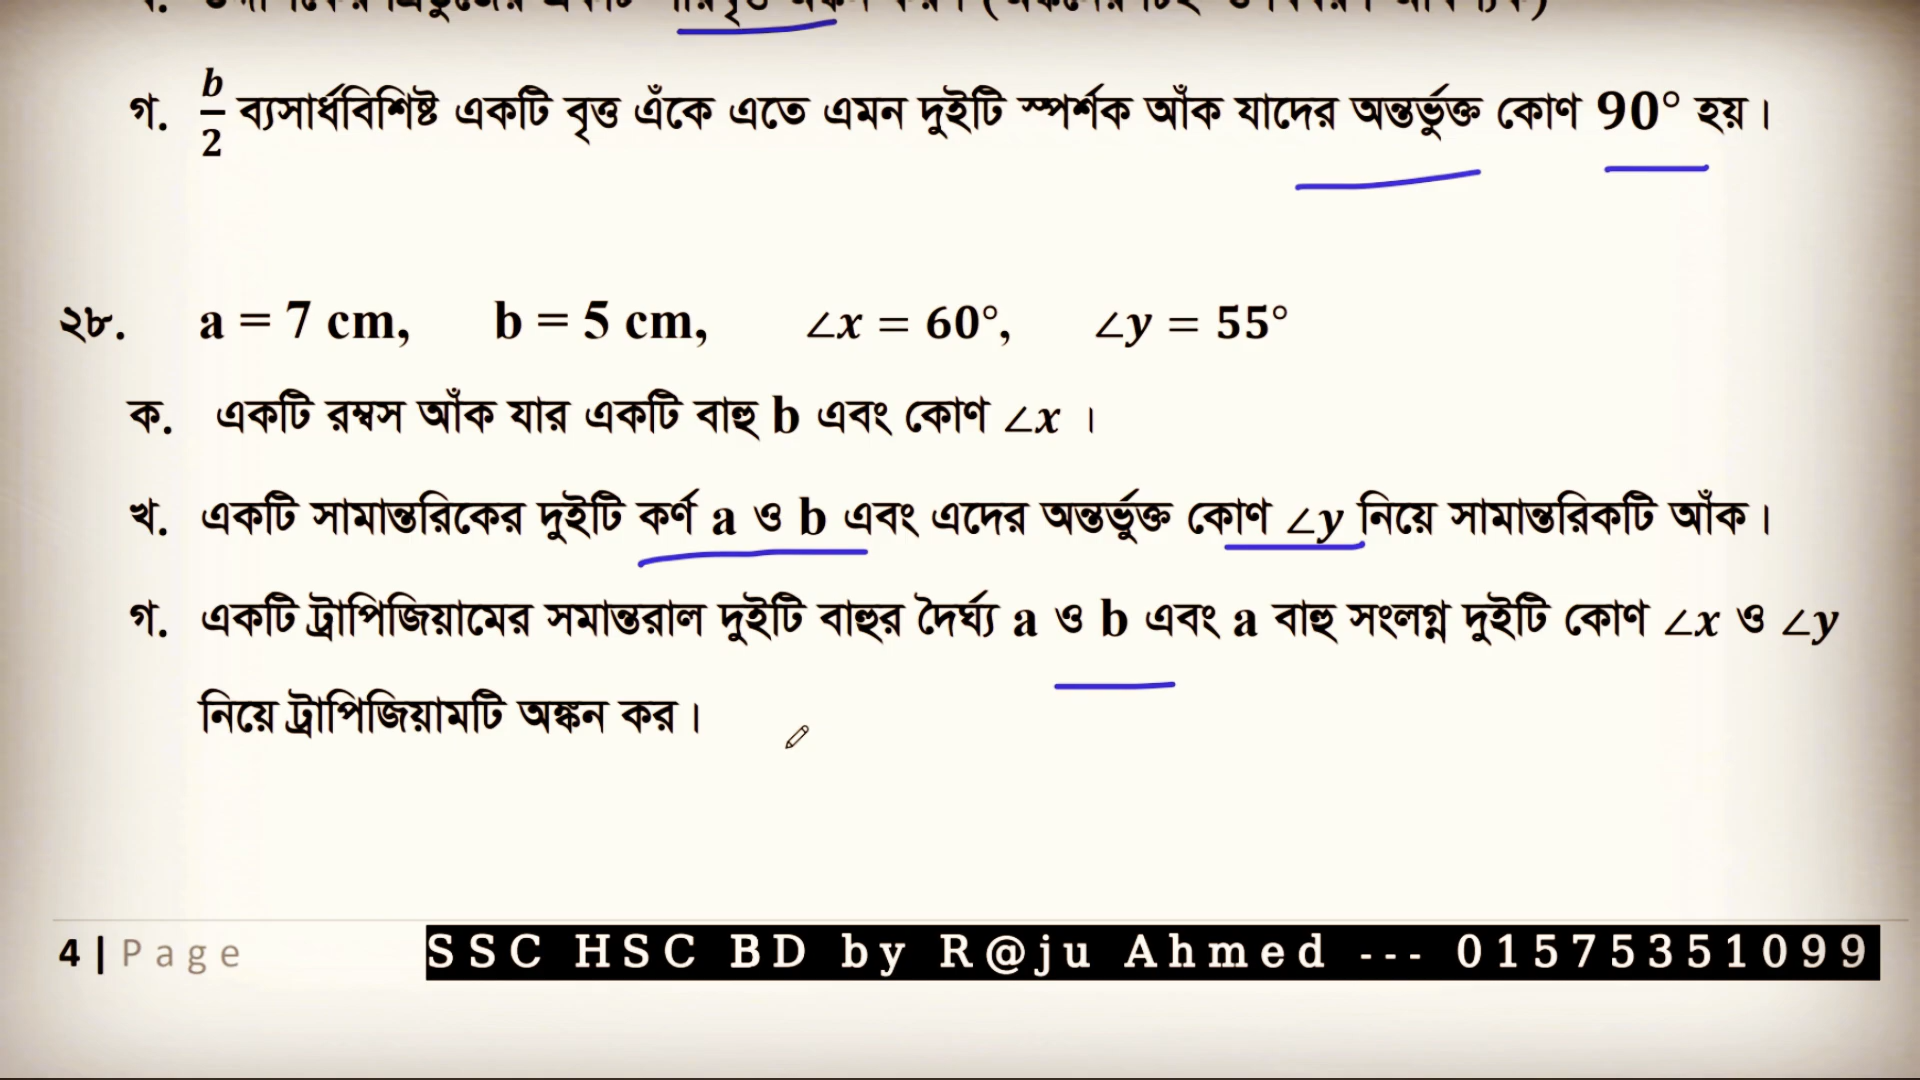 গ. b/2 ব্যসার্ধবিশিষ্ট একটি বৃত্ত এঁকে এতে এমন দুইটি স্পর্শক আঁক যাদের অন্তর্ভুক্ত কোণ 90° হয়।
২৮. a = 7 cm, b = 5 cm, ∠x = 60°, ∠y = 55°
ক. একটি রম্বস আঁক যার একটি বাহু b এবং কোণ ∠x ।
খ. একটি সামান্তরিকের দুইটি কর্ণ a ও b এবং এদের অন্তর্ভুক্ত কোণ ∠y নিয়ে সামান্তরিকটি আঁক।
গ. একটি ট্রাপিজিয়ামের সমান্তরাল দুইটি বাহুর দৈর্ঘ্য a ও b এবং a বাহু সংলগ্ন দুইটি কোণ ∠x ও ∠y
নিয়ে ট্রাপিজিয়ামটি অঙ্কন কর।
4 | Page SSC HSC BD by R@ju Ahmed --- 01575351099